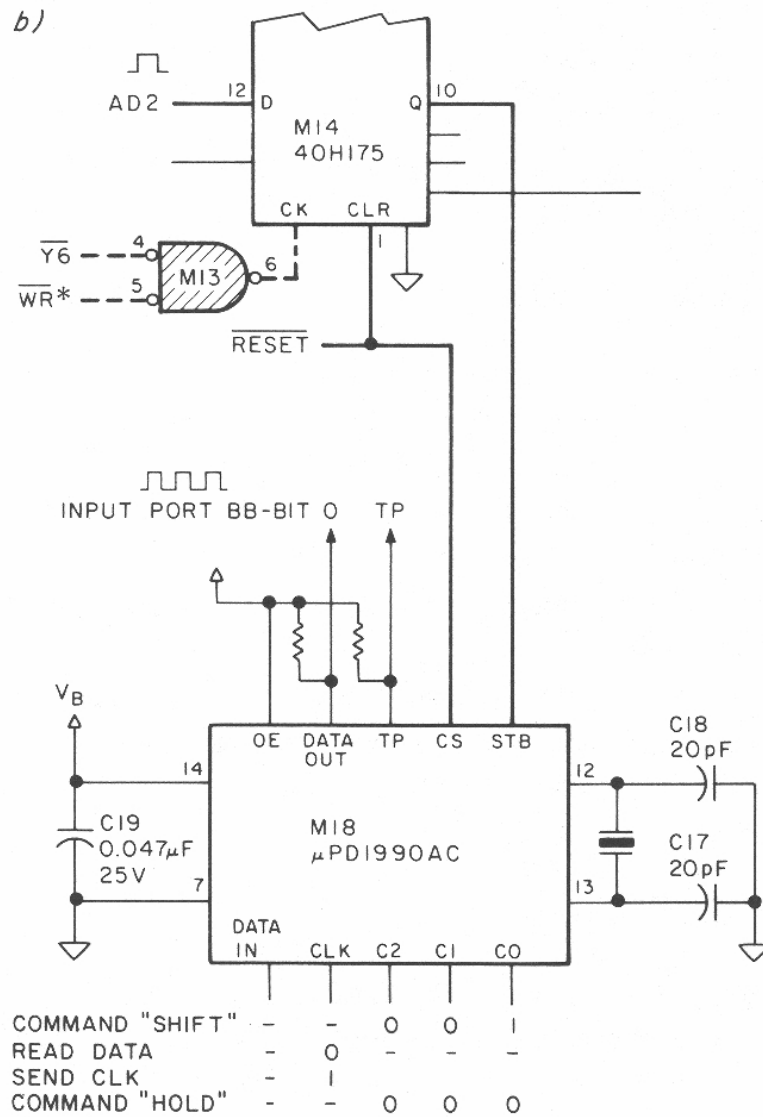 b)
AD2
12
D
Q
10
M14
40H175
CK
CLR
1
Y6
4
M13
6
WR*
5
RESET
INPUT PORT BB-BIT 0
TP
VB
OE
DATA OUT
TP
CS
STB
14
12
C18
20pF
C19
0.047µF
25V
M18
µPD1990AC
C17
20pF
7
13
DATA IN
CLK
C2
C1
C0
COMMAND "SHIFT" - - 0 0 1
READ DATA - 0 - - -
SEND CLK - 1
COMMAND "HOLD" - - 0 0 0